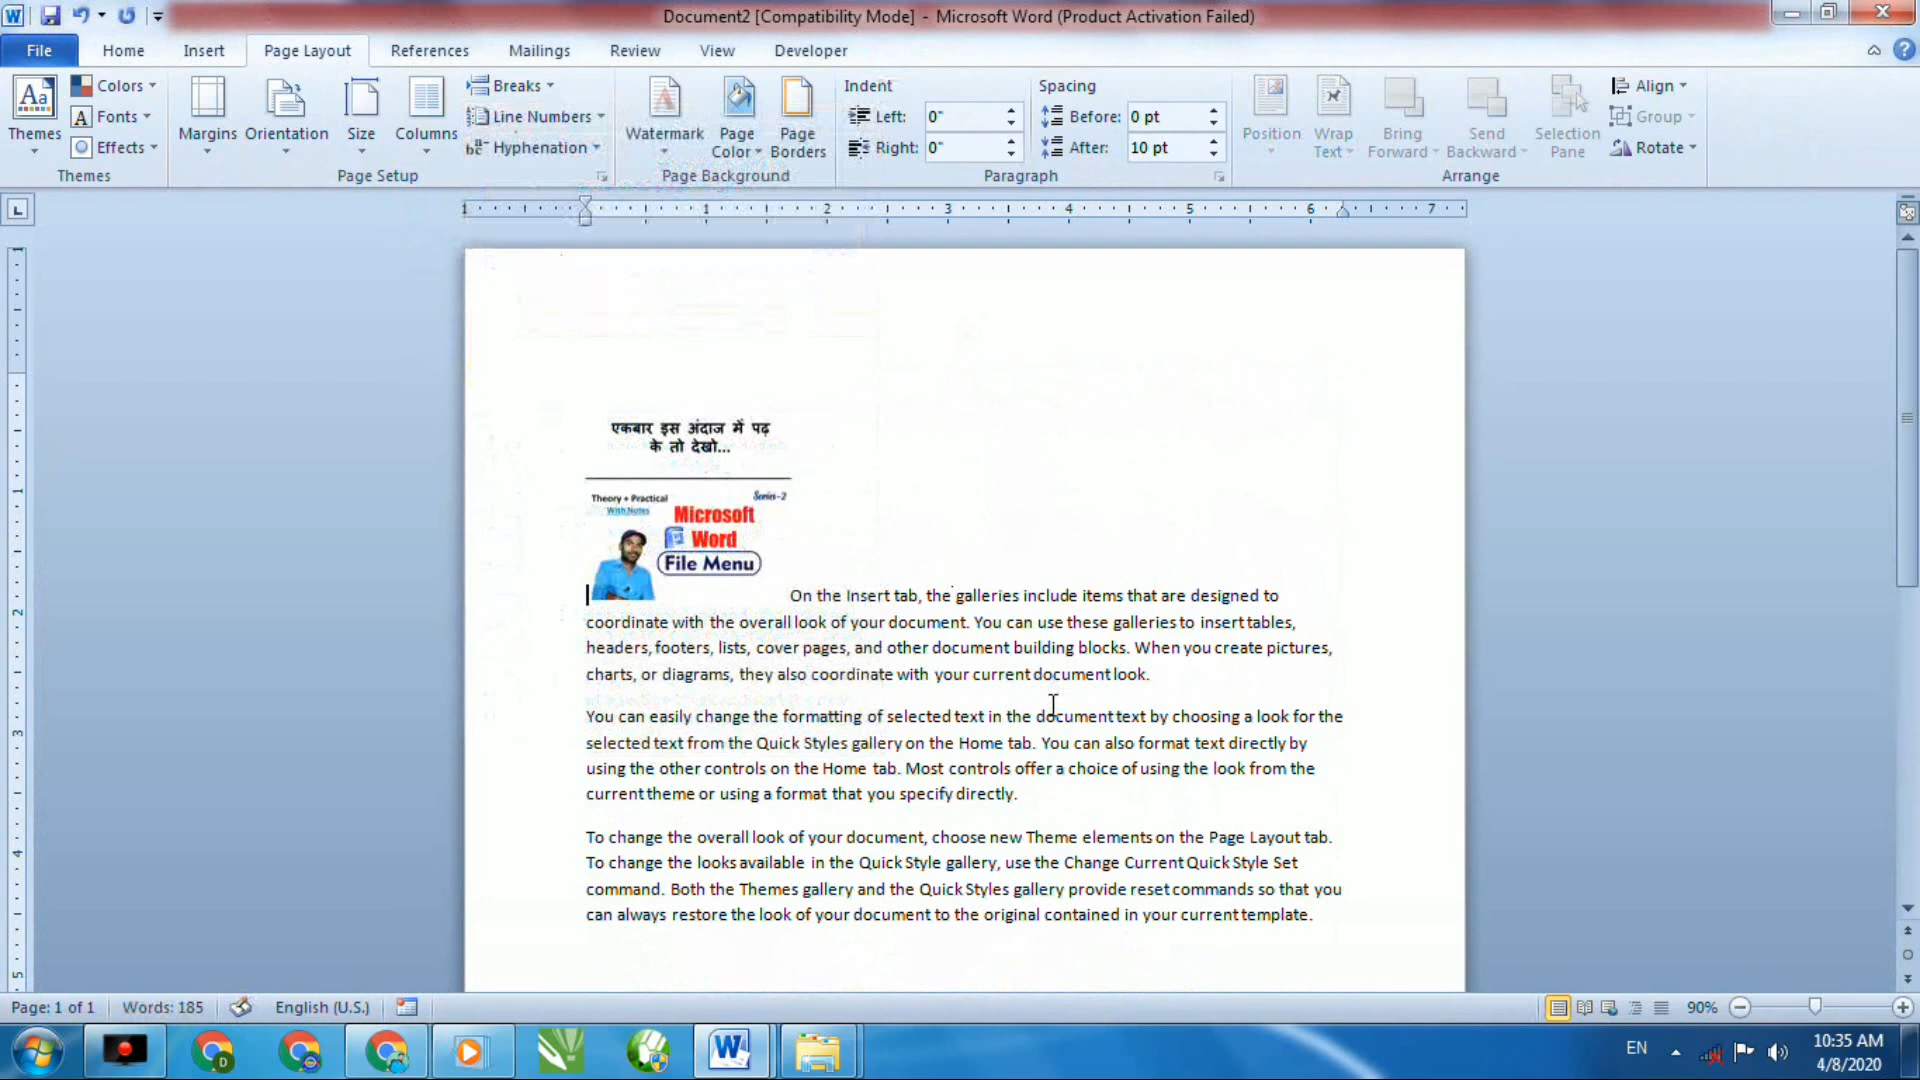 Document2 [Compatibility Mode] - Microsoft Word (Product Activation Failed)
File Home Insert Page Layout References Mailings Review View Developer
Themes
Colors
Fonts
Effects
Themes
Margins
Orientation
Size
Columns
Breaks
Line Numbers
Hyphenation
Page Setup
Watermark
Page Color
Page Borders
Page Background
Indent
Left: 0"
Right: 0"
Spacing
Before: 0 pt
After: 10 pt
Paragraph
Position
Wrap Text
Bring Forward
Send Backward
Selection Pane
Align
Group
Rotate
Arrange
1 1 2 3 4 5 6 7
एकबार इस अंदाज में पढ़
के तो देखो...
Theory + Practical
With Notes
Series-2
Microsoft
Word
File Menu
On the Insert tab, the galleries include items that are designed to
coordinate with the overall look of your document. You can use these galleries to insert tables,
headers, footers, lists, cover pages, and other document building blocks. When you create pictures,
charts, or diagrams, they also coordinate with your current document look.
You can easily change the formatting of selected text in the document text by choosing a look for the
selected text from the Quick Styles gallery on the Home tab. You can also format text directly by
using the other controls on the Home tab. Most controls offer a choice of using the look from the
current theme or using a format that you specify directly.
To change the overall look of your document, choose new Theme elements on the Page Layout tab.
To change the looks available in the Quick Style gallery, use the Change Current Quick Style Set
command. Both the Themes gallery and the Quick Styles gallery provide reset commands so that you
can always restore the look of your document to the original contained in your current template.
Page: 1 of 1 Words: 185 English (U.S.) 90%
EN
10:35 AM
4/8/2020